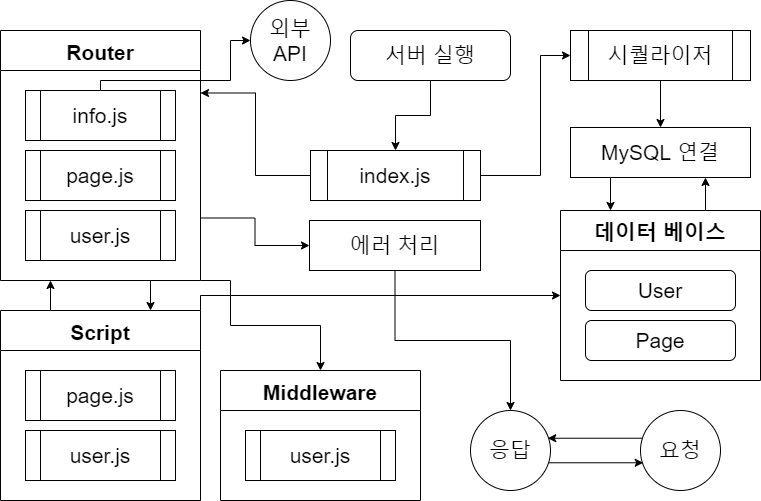 외부
API
서버 실행
시퀄라이저
Router
info.js
page.js
user.js
index.js
MySQL 연결
에러 처리
데이터 베이스
User
Page
Script
page.js
user.js
Middleware
user.js
응답
요청